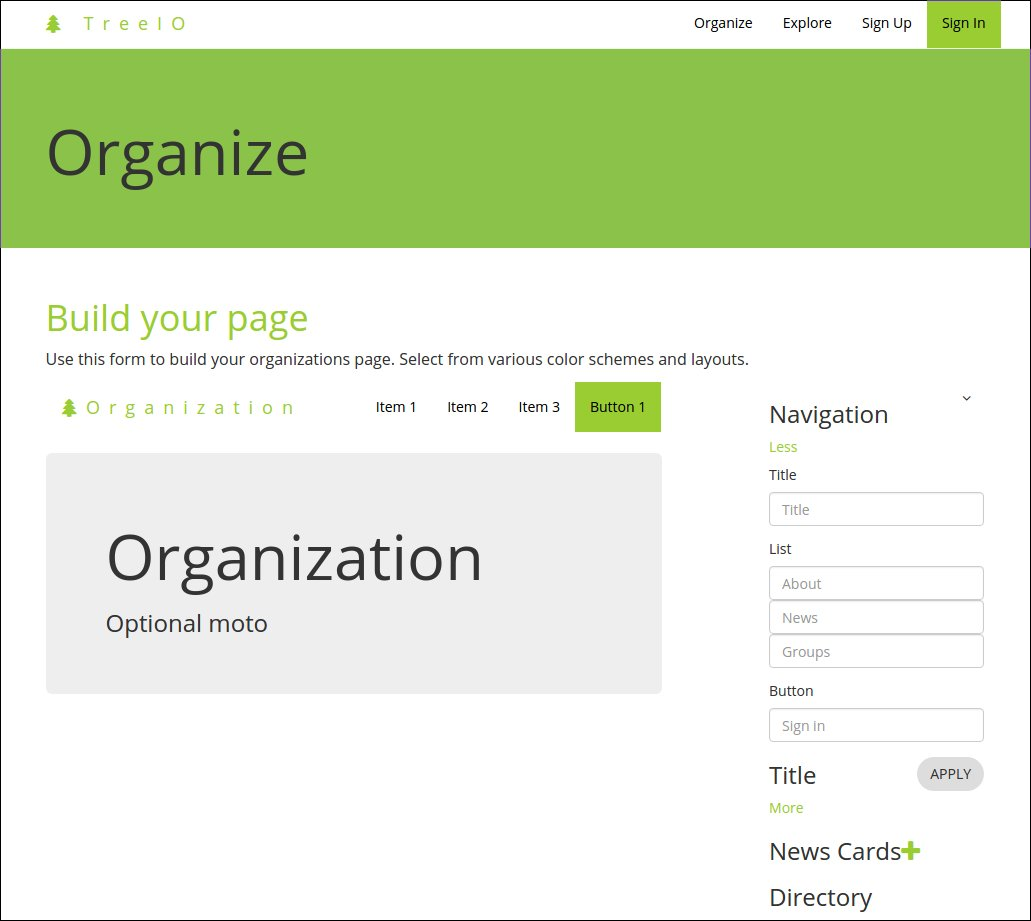 TreeIO Organize Explore Sign Up Sign In
Organize
Build your page
Use this form to build your organizations page. Select from various color schemes and layouts.
Organization Item 1 Item 2 Item 3 Button 1
Organization
Optional moto
Navigation
Less
Title
Title
List
About
News
Groups
Button
Sign in
Title APPLY
More
News Cards
Directory